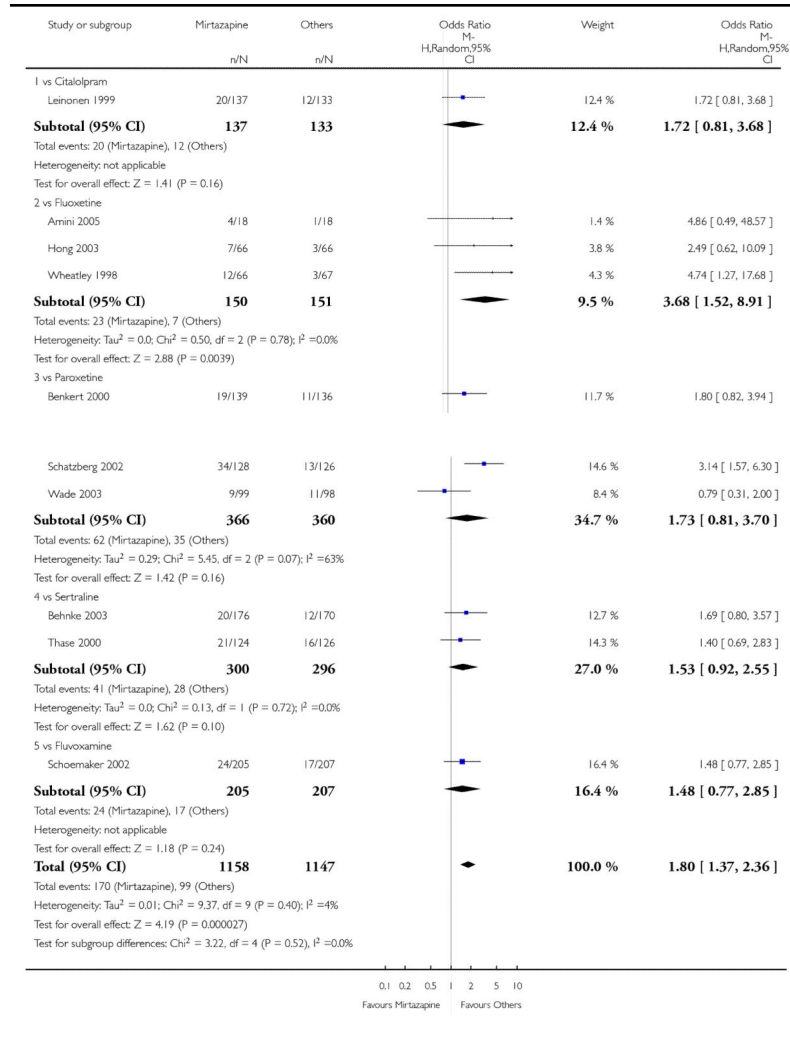 Study or subgroup Mirtazapine Others Odds Ratio Weight Odds Ratio
M- M-
H,Random,95% H,Random,95%
n/N n/N CI CI
1 vs Citalolpram
Leinonen 1999 20/137 12/133 12.4 % 1.72 [ 0.81, 3.68 ]
Subtotal (95% CI) 137 133 12.4 % 1.72 [ 0.81, 3.68 ]
Total events: 20 (Mirtazapine), 12 (Others)
Heterogeneity: not applicable
Test for overall effect: Z = 1.41 (P = 0.16)
2 vs Fluoxetine
Amini 2005 4/18 1/18 1.4 % 4.86 [ 0.49, 48.57 ]
Hong 2003 7/66 3/66 3.8 % 2.49 [ 0.62, 10.09 ]
Wheatley 1998 12/66 3/67 4.3 % 4.74 [ 1.27, 17.68 ]
Subtotal (95% CI) 150 151 9.5 % 3.68 [ 1.52, 8.91 ]
Total events: 23 (Mirtazapine), 7 (Others)
Heterogeneity: Tau² = 0.0; Chi² = 0.50, df = 2 (P = 0.78); I² =0.0%
Test for overall effect: Z = 2.88 (P = 0.0039)
3 vs Paroxetine
Benkert 2000 19/139 11/136 11.7 % 1.80 [ 0.82, 3.94 ]
Schatzberg 2002 34/128 13/126 14.6 % 3.14 [ 1.57, 6.30 ]
Wade 2003 9/99 11/98 8.4 % 0.79 [ 0.31, 2.00 ]
Subtotal (95% CI) 366 360 34.7 % 1.73 [ 0.81, 3.70 ]
Total events: 62 (Mirtazapine), 35 (Others)
Heterogeneity: Tau² = 0.29; Chi² = 5.45, df = 2 (P = 0.07); I² =63%
Test for overall effect: Z = 1.42 (P = 0.16)
4 vs Sertraline
Behnke 2003 20/176 12/170 12.7 % 1.69 [ 0.80, 3.57 ]
Thase 2000 21/124 16/126 14.3 % 1.40 [ 0.69, 2.83 ]
Subtotal (95% CI) 300 296 27.0 % 1.53 [ 0.92, 2.55 ]
Total events: 41 (Mirtazapine), 28 (Others)
Heterogeneity: Tau² = 0.0; Chi² = 0.13, df = 1 (P = 0.72); I² =0.0%
Test for overall effect: Z = 1.62 (P = 0.10)
5 vs Fluvoxamine
Schoemaker 2002 24/205 17/207 16.4 % 1.48 [ 0.77, 2.85 ]
Subtotal (95% CI) 205 207 16.4 % 1.48 [ 0.77, 2.85 ]
Total events: 24 (Mirtazapine), 17 (Others)
Heterogeneity: not applicable
Test for overall effect: Z = 1.18 (P = 0.24)
Total (95% CI) 1158 1147 100.0 % 1.80 [ 1.37, 2.36 ]
Total events: 170 (Mirtazapine), 99 (Others)
Heterogeneity: Tau² = 0.01; Chi² = 9.37, df = 9 (P = 0.40); I² =4%
Test for overall effect: Z = 4.19 (P = 0.000027)
Test for subgroup differences: Chi² = 3.22, df = 4 (P = 0.52), I² =0.0%
0.1 0.2 0.5 1 2 5 10
Favours Mirtazapine Favours Others